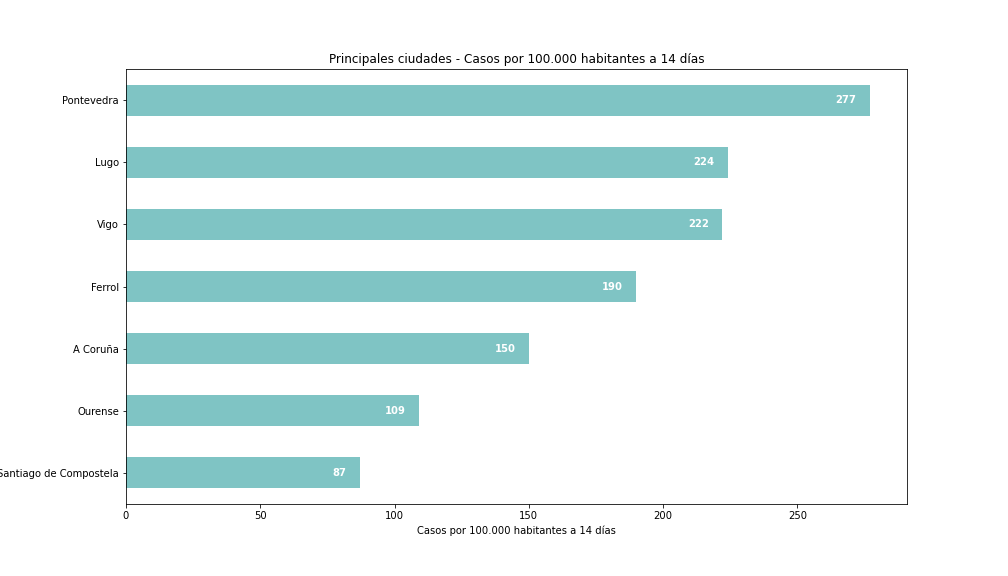 Principales ciudades - Casos por 100.000 habitantes a 14 días
Pontevedra 277
Lugo 224
Vigo 222
Ferrol 190
A Coruña 150
Ourense 109
Santiago de Compostela 87
0 50 100 150 200 250
Casos por 100.000 habitantes a 14 días